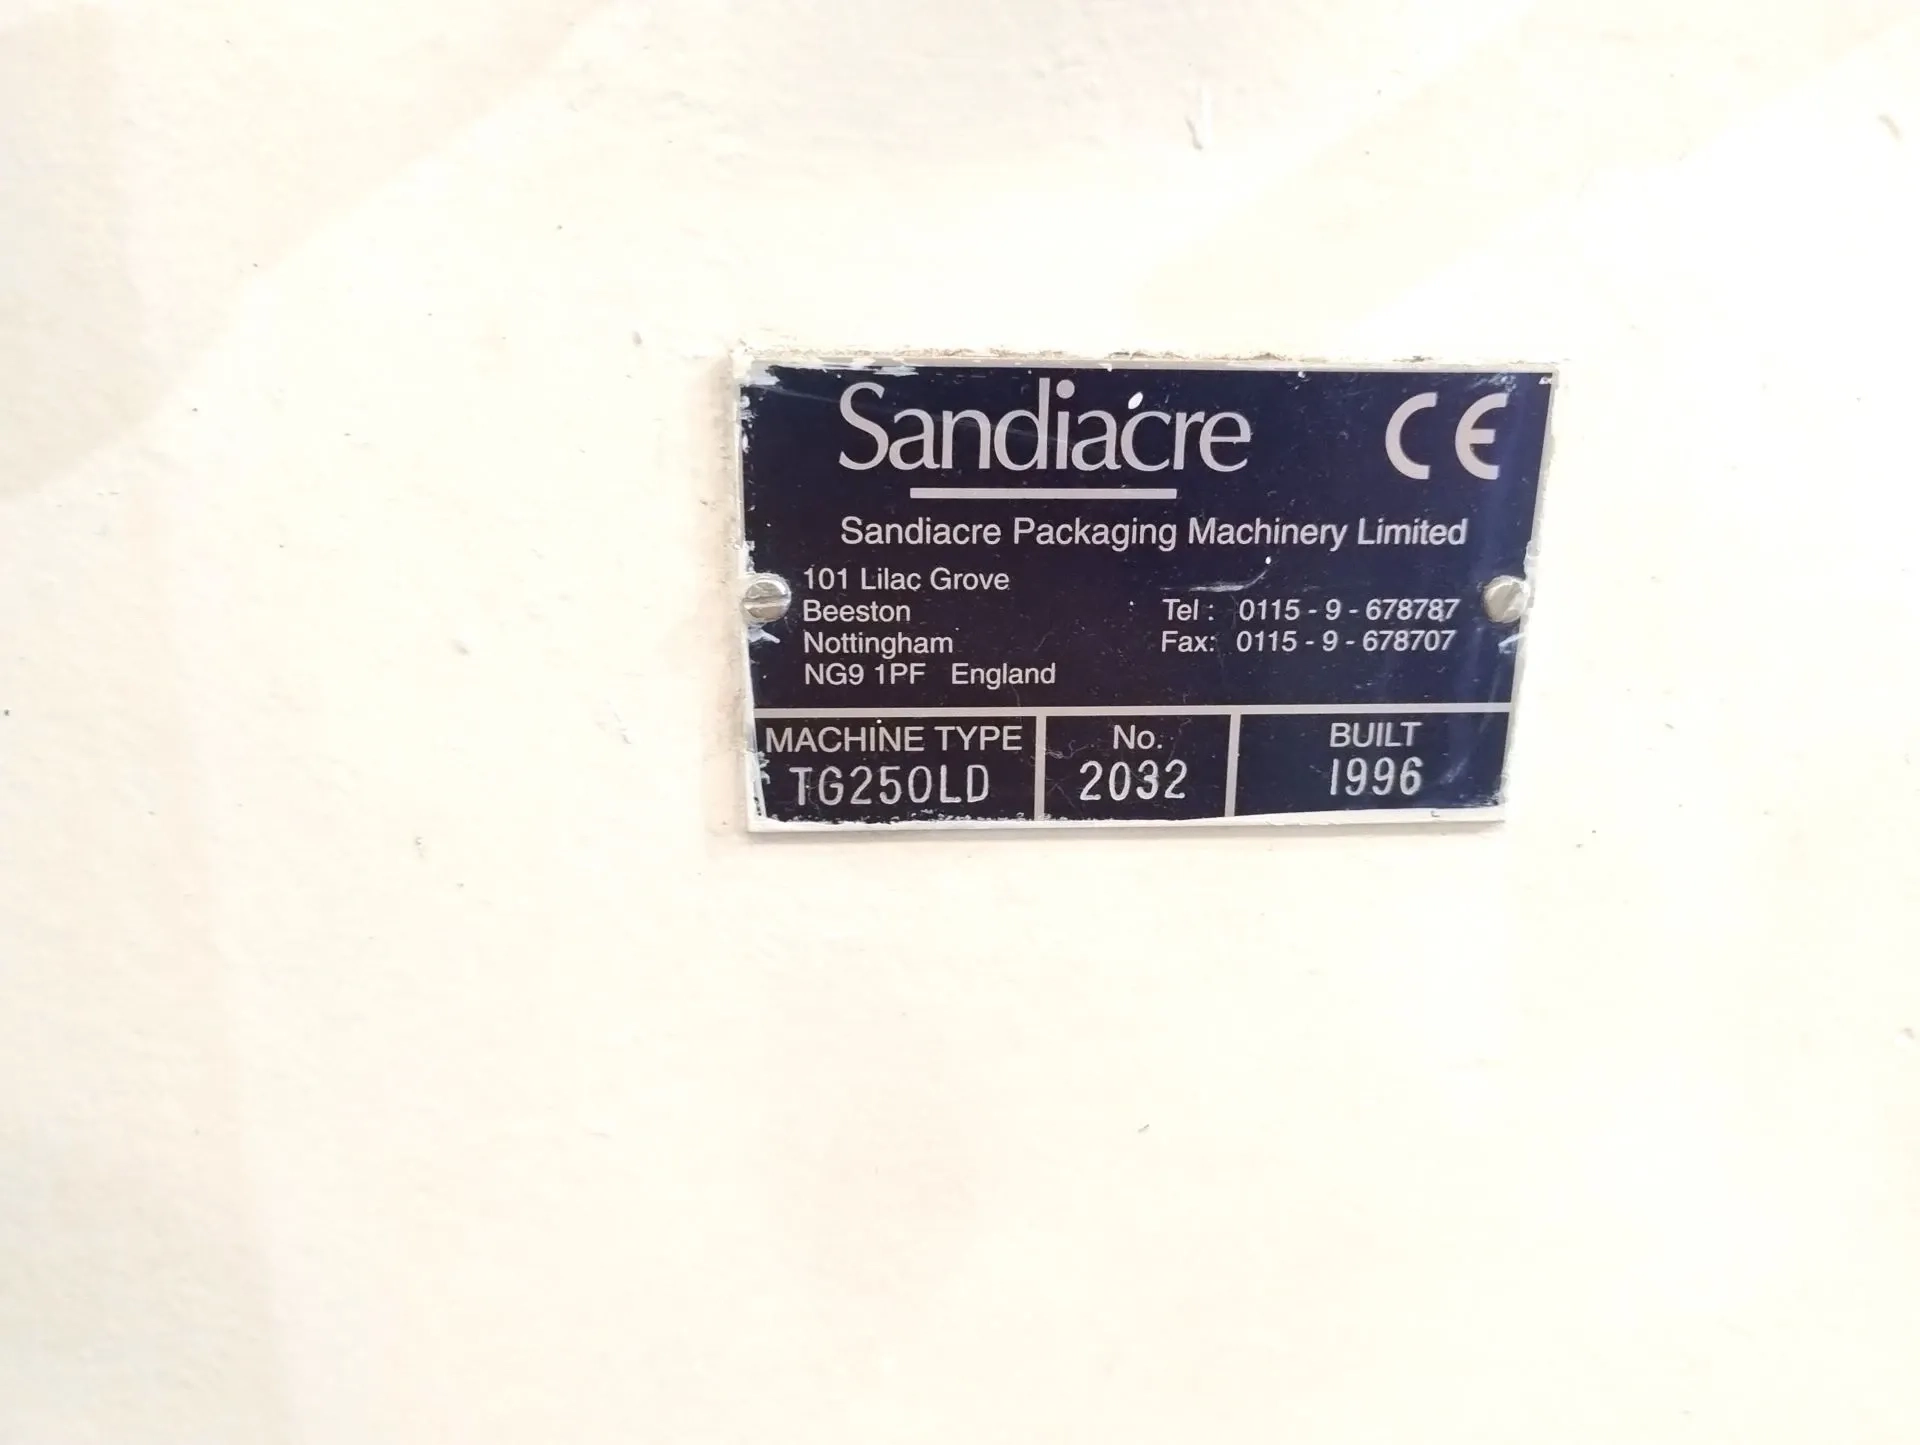 Sandiacre CE
Sandiacre Packaging Machinery Limited
101 Lilac Grove
Beeston Tel : 0115 - 9 - 678787
Nottingham Fax: 0115 - 9 - 678707
NG9 1PF England
MACHINE TYPE No. BUILT
TG250LD 2032 1996